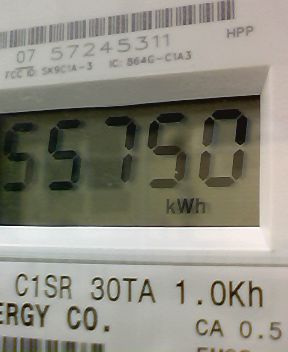 07 57245311
HPP
FCC ID: SK9C1A-3 IC: 864G-C1A3
55750
kWh
C1SR 30TA 1.0Kh
ERGY CO.
CA 0.5